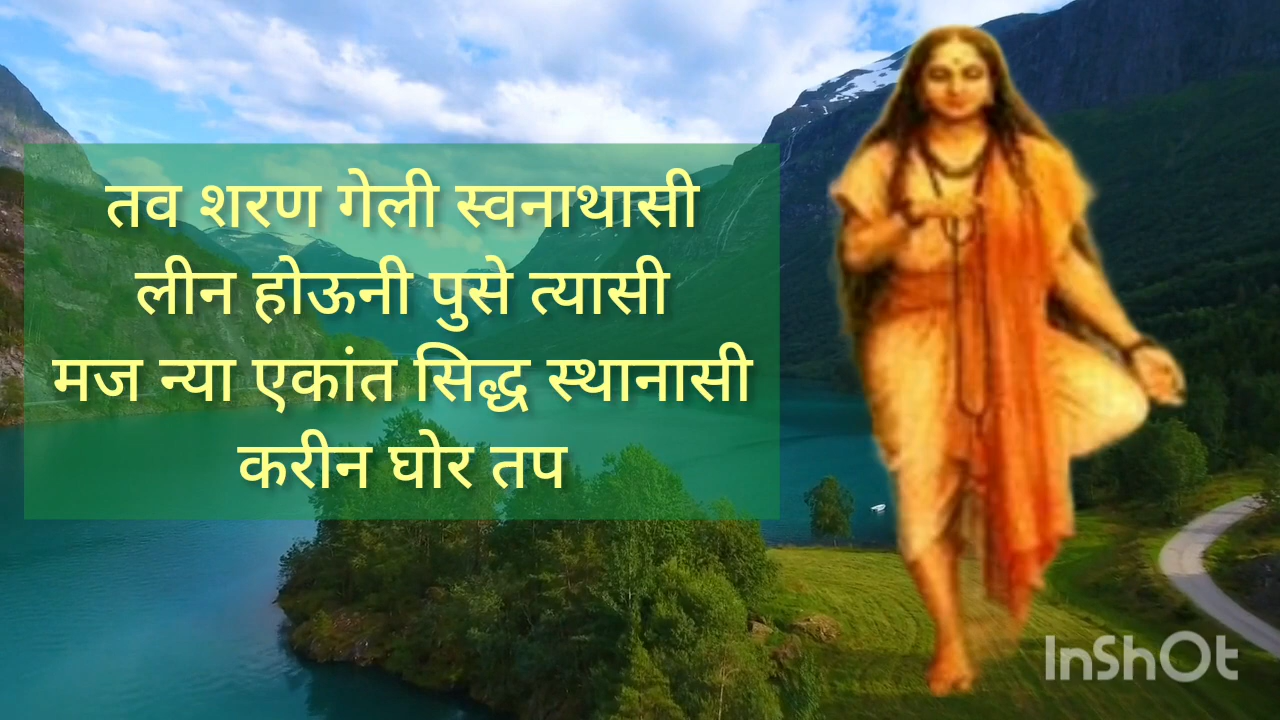 तव शरण गेली स्वनाथासी
लीन होऊनी पुसे त्यासी
मज न्या एकांत सिद्ध स्थानासी
करीन घोर तप
InShOt